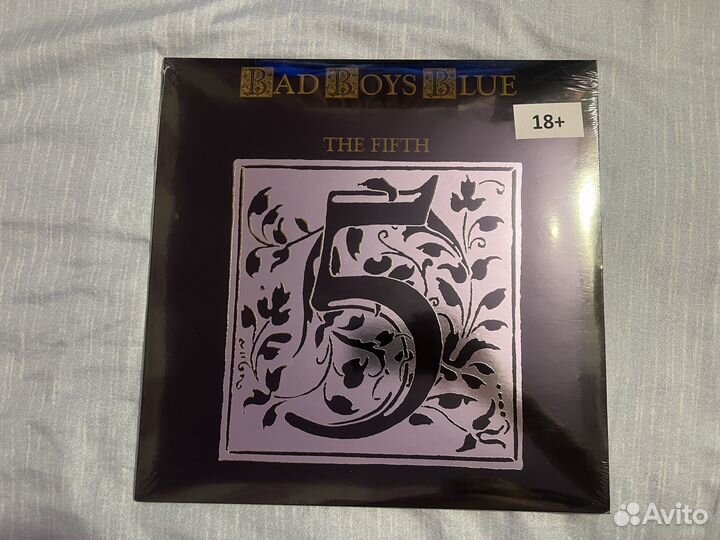 BAD BOYS BLUE
18+
THE FIFTH
5
Avito